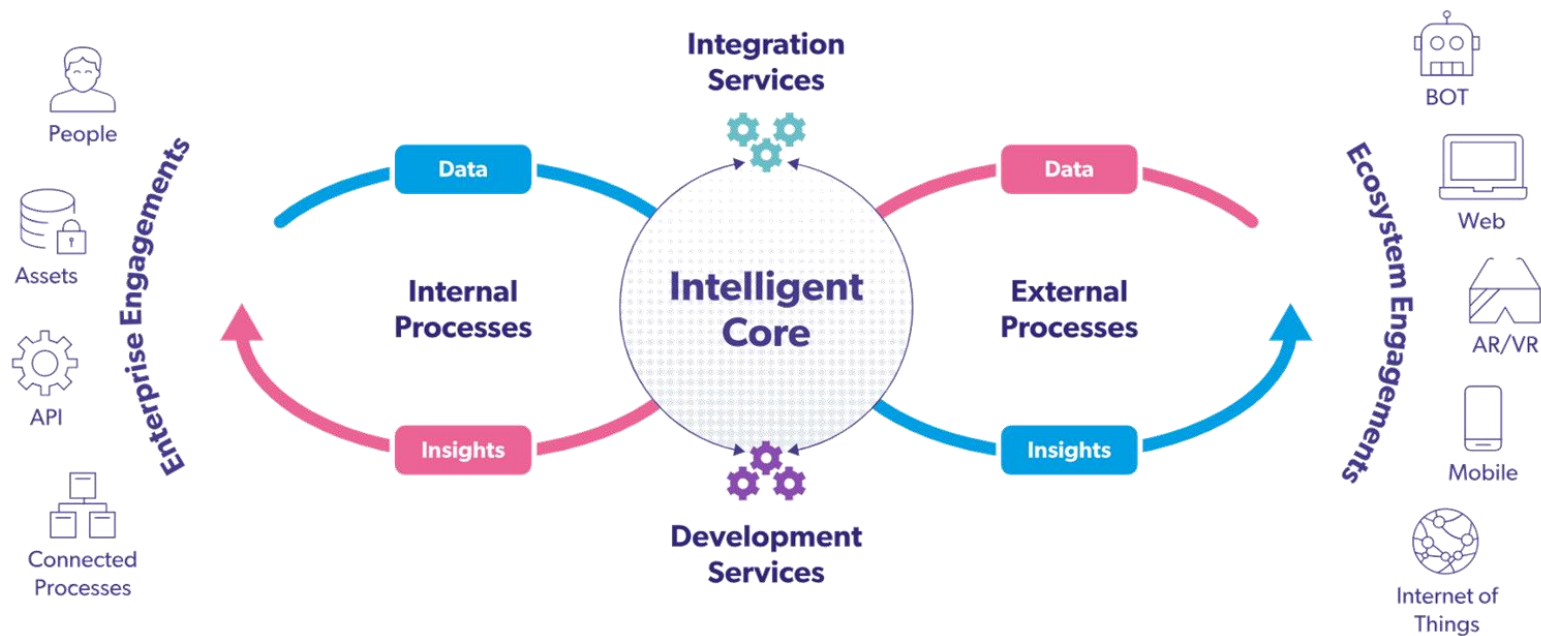 People
Assets
API
Connected
Processes
Enterprise Engagements
Data
Internal
Processes
Insights
Integration
Services
Intelligent
Core
Development
Services
Data
External
Processes
Insights
Ecosystem Engagements
BOT
Web
AR/VR
Mobile
Internet of
Things